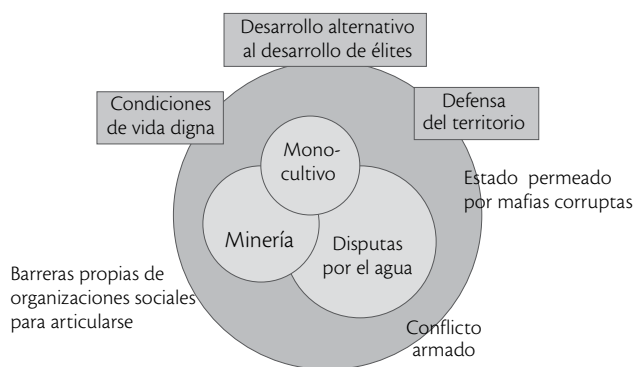 Desarrollo alternativo
al desarrollo de élites
Condiciones
de vida digna
Defensa
del territorio
Mono-
cultivo
Estado permeado
por mafias corruptas
Minería
Disputas
por el agua
Barreras propias de
organizaciones sociales
para articularse
Conflicto
armado